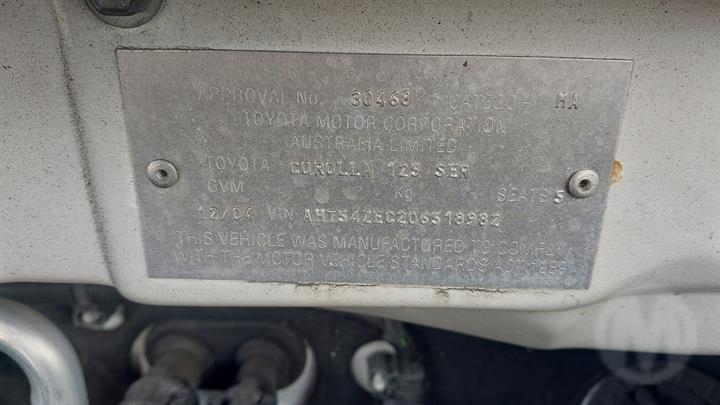 APPROVAL No. 30468 CATEGORY MA
TOYOTA MOTOR CORPORATION
AUSTRALIA LIMITED
TOYOTA COROLLA 123 SER
GVM KG SEATS 5
12/04 VIN AHT54ZEC206318982
THIS VEHICLE WAS MANUFACTURED TO COMPLY
WITH THE MOTOR VEHICLE STANDARDS ACT 1989
M